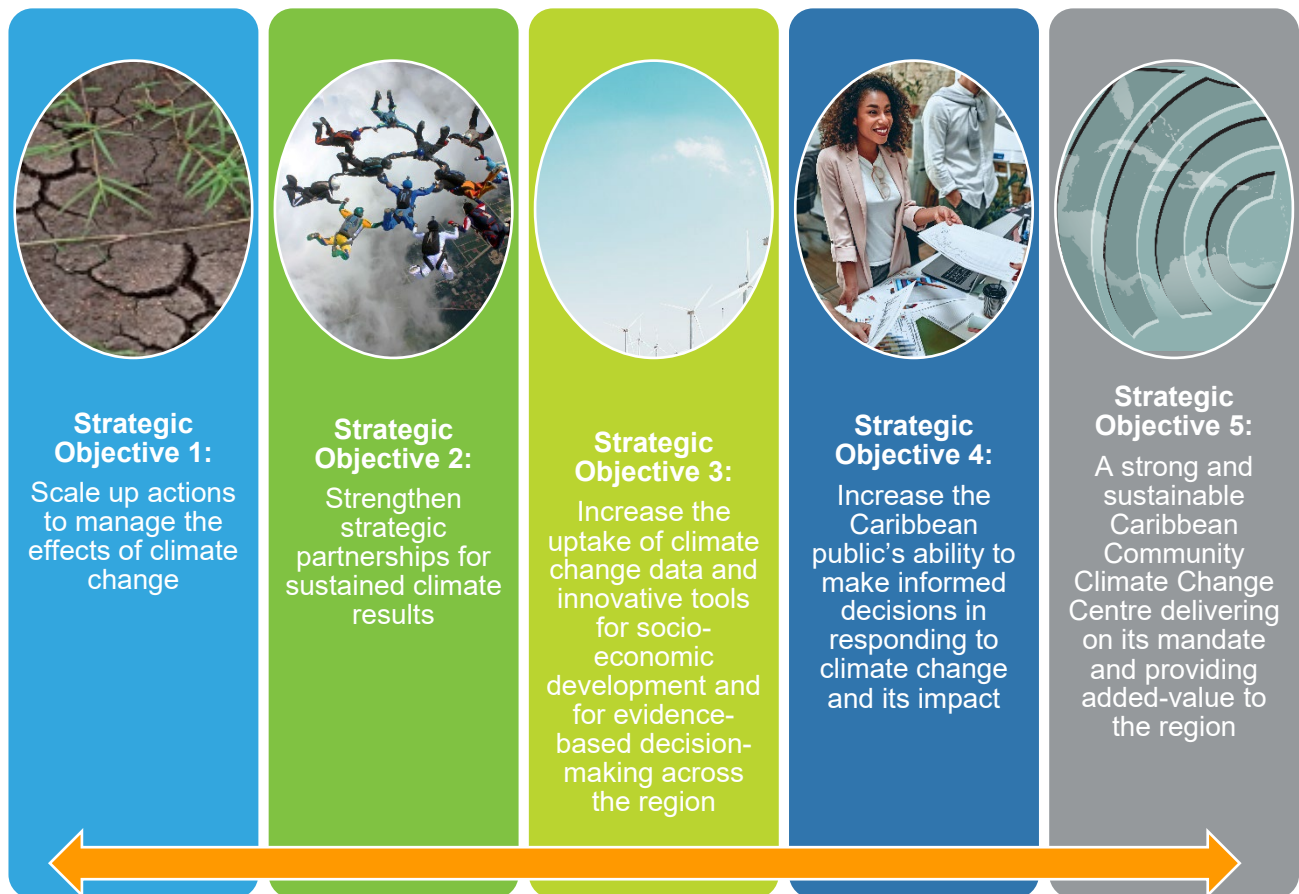 Strategic
Objective 1:
Scale up actions
to manage the
effects of climate
change
Strategic
Objective 2:
Strengthen
strategic
partnerships for
sustained climate
results
Strategic
Objective 3:
Increase the
uptake of climate
change data and
innovative tools
for socio-
economic
development and
for evidence-
based decision-
making across
the region
Strategic
Objective 4:
Increase the
Caribbean
public’s ability to
make informed
decisions in
responding to
climate change
and its impact
Strategic
Objective 5:
A strong and
sustainable
Caribbean
Community
Climate Change
Centre delivering
on its mandate
and providing
added-value to
the region